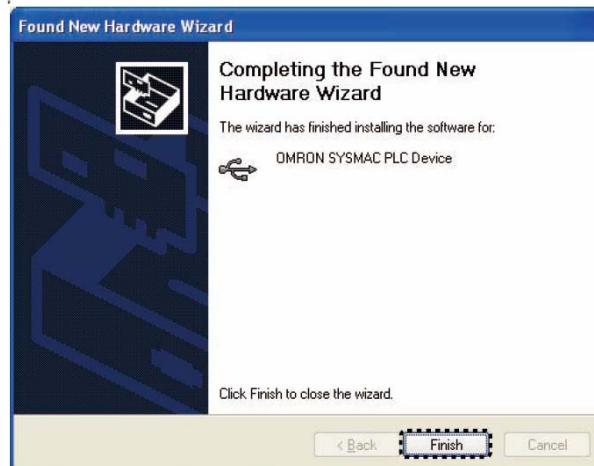 Found New Hardware Wizard
Completing the Found New
Hardware Wizard
The wizard has finished installing the software for:
OMRON SYSMAC PLC Device
Click Finish to close the wizard.
< Back
Finish
Cancel